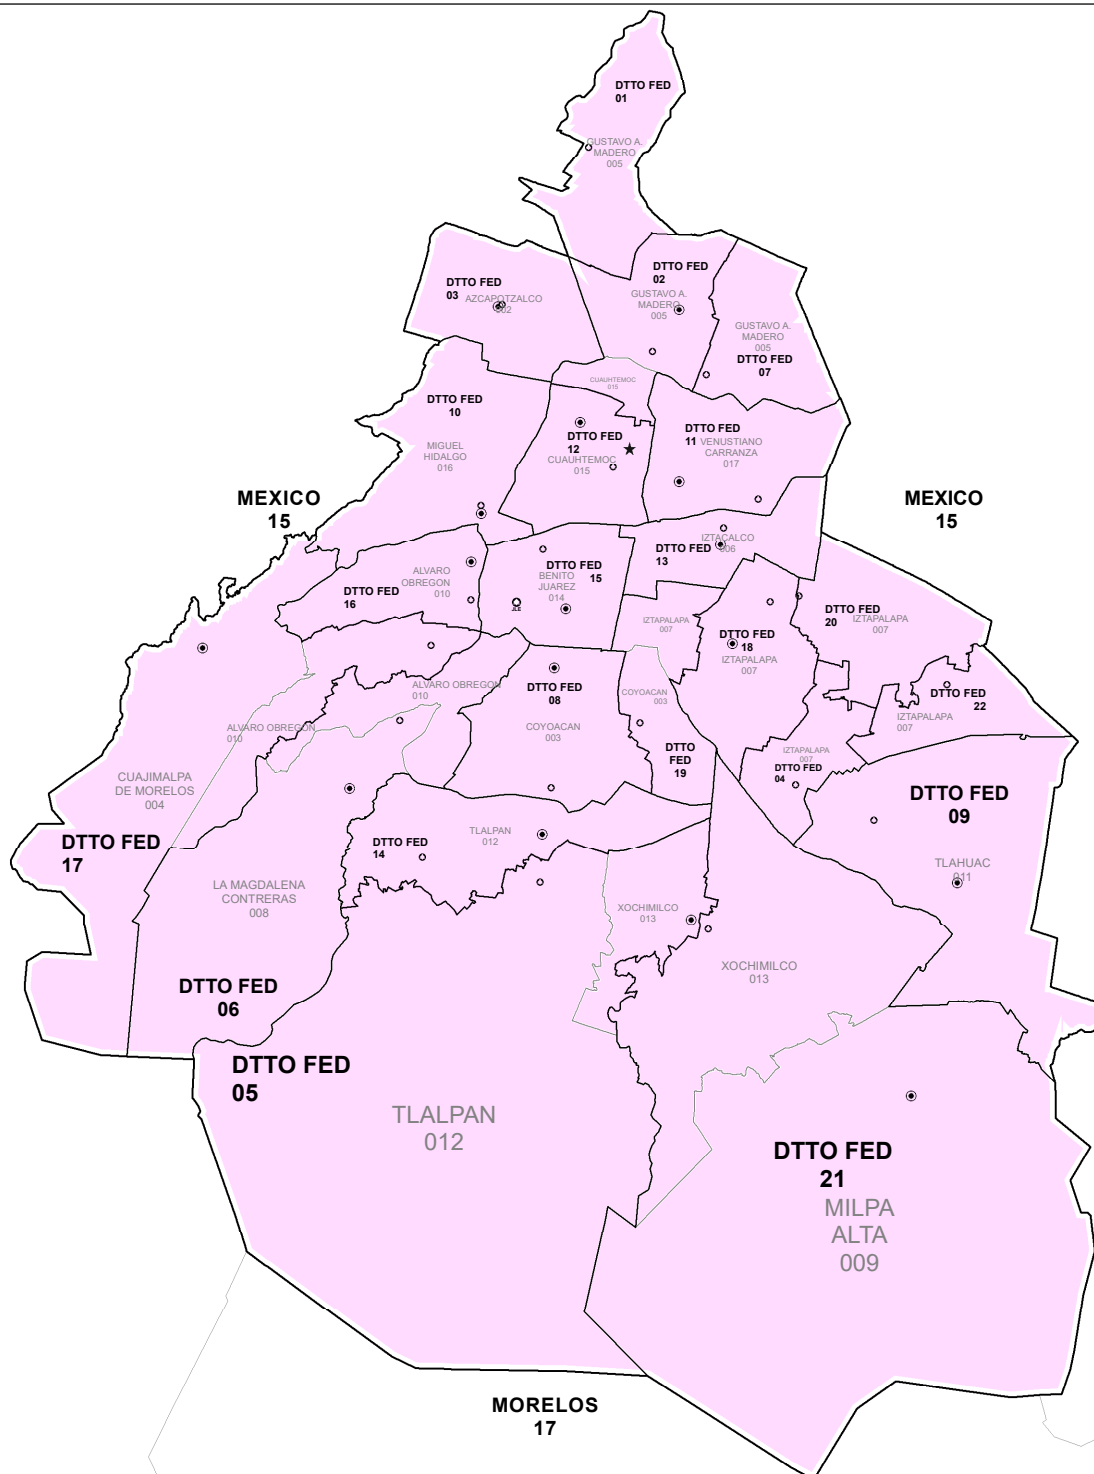 DTTO FED
01
GUSTAVO A.
MADERO
005
DTTO FED
02
GUSTAVO A.
MADERO
005
DTTO FED
03
AZCAPOTZALCO
002
GUSTAVO A.
MADERO
005
DTTO FED
07
CUAUHTEMOC
015
DTTO FED
10
MIGUEL
HIDALGO
016
DTTO FED
12
CUAUHTEMOC
015
DTTO FED
11
VENUSTIANO
CARRANZA
017
MEXICO
15
MEXICO
15
IZTACALCO
006
DTTO FED
13
ALVARO
OBREGON
010
DTTO FED
16
DTTO FED
15
BENITO
JUAREZ
014
JLE
IZTAPALAPA
007
DTTO FED
18
IZTAPALAPA
007
DTTO FED
20
IZTAPALAPA
007
ALVARO OBREGON
010
DTTO FED
08
COYOACAN
003
COYOACAN
003
DTTO
FED
19
DTTO FED
22
IZTAPALAPA
007
ALVARO OBREGON
010
IZTAPALAPA
007
DTTO FED
04
CUAJIMALPA
DE MORELOS
004
DTTO FED
17
DTTO FED
09
TLAHUAC
011
TLALPAN
012
DTTO FED
14
LA MAGDALENA
CONTRERAS
008
DTTO FED
06
XOCHIMILCO
013
XOCHIMILCO
013
DTTO FED
05
TLALPAN
012
DTTO FED
21
MILPA
ALTA
009
MORELOS
17